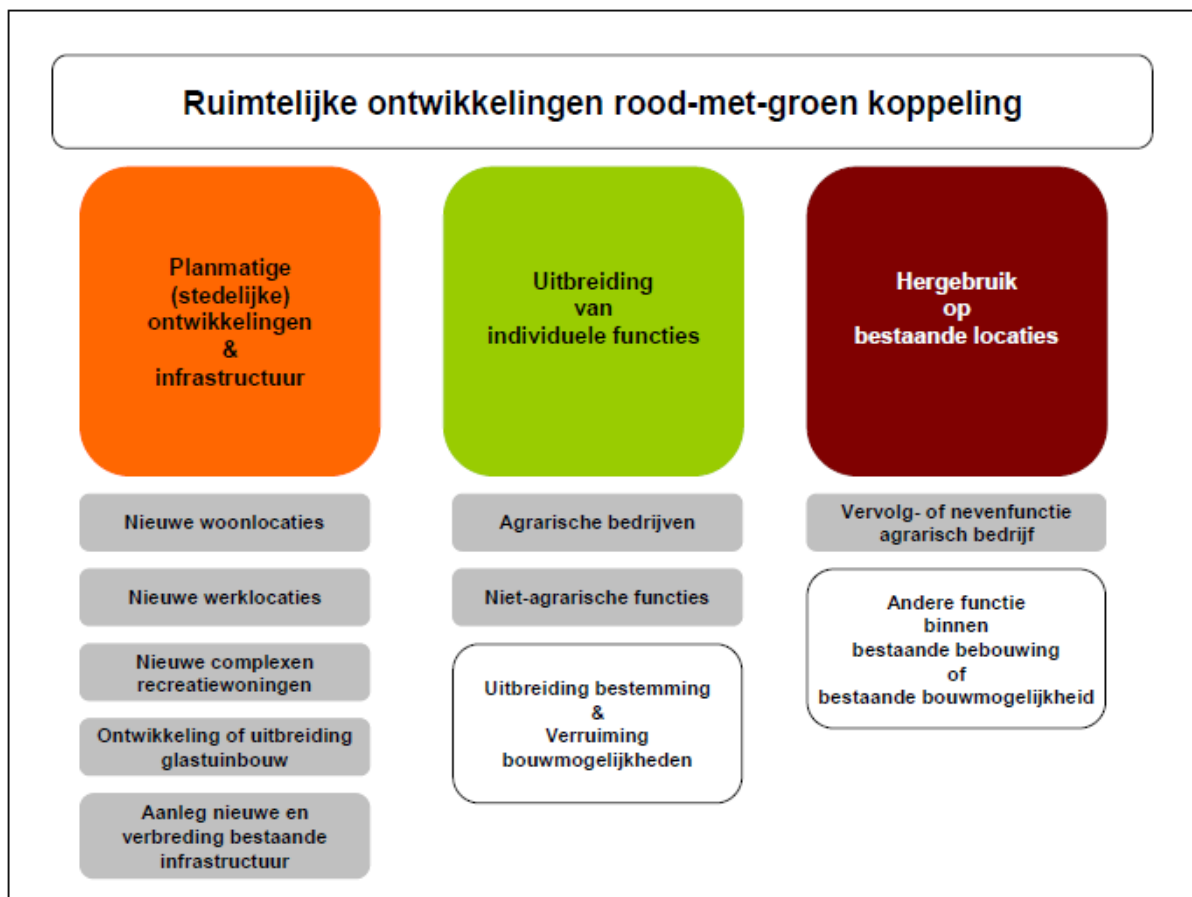 Ruimtelijke ontwikkelingen rood-met-groen koppeling
Planmatige
(stedelijke)
ontwikkelingen
&
infrastructuur
Nieuwe woonlocaties
Nieuwe werklocaties
Nieuwe complexen
recreatiewoningen
Ontwikkeling of uitbreiding
glastuinbouw
Aanleg nieuwe en
verbreding bestaande
infrastructuur
Uitbreiding
van
individuele functies
Agrarische bedrijven
Niet-agrarische functies
Uitbreiding bestemming
&
Verruiming
bouwmogelijkheden
Hergebruik
op
bestaande locaties
Vervolg- of nevenfunctie
agrarisch bedrijf
Andere functie
binnen
bestaande bebouwing
of
bestaande bouwmogelijkheid